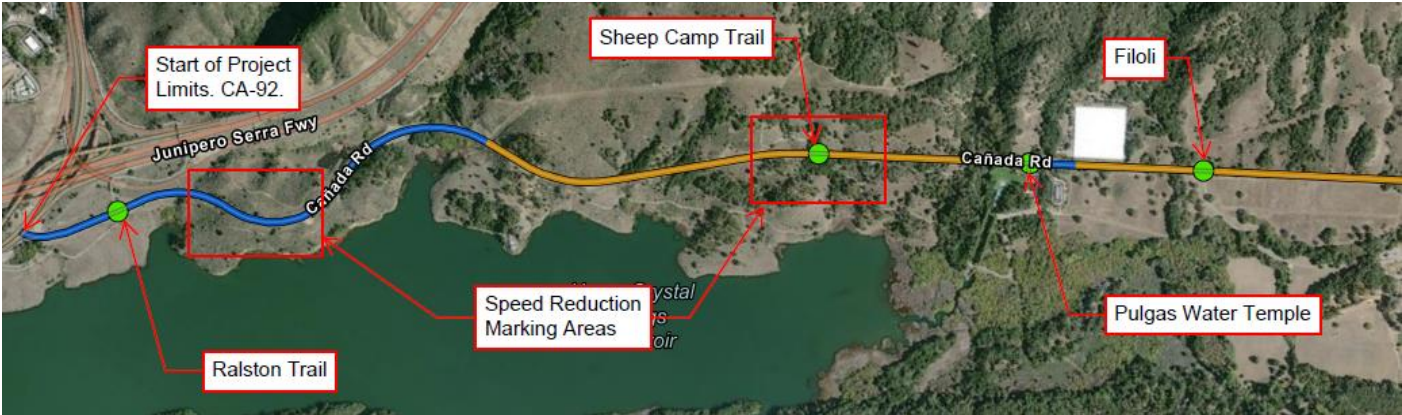 Start of Project
Limits. CA-92.
Junipero Serra Fwy
Cañada Rd
Sheep Camp Trail
Filoli
Cañada Rd
Speed Reduction
Marking Areas
Pulgas Water Temple
Ralston Trail